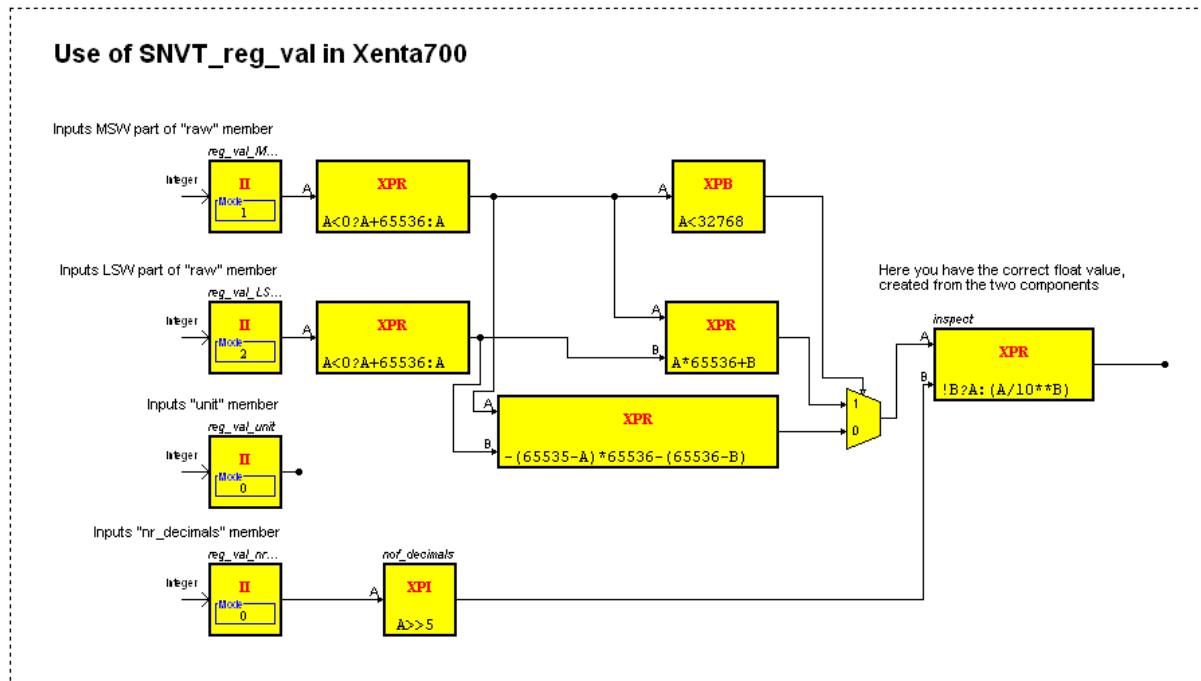 Use of SNVT_reg_val in Xenta700
Inputs MSW part of "raw" member
reg_val_M...
Integer
II
Mode
1
A
XPR
A<0?A+65536:A
A
XPB
A<32768
Inputs LSW part of "raw" member
reg_val_LS...
Integer
II
Mode
2
A
XPR
A<0?A+65536:A
A
B
XPR
A*65536+B
Here you have the correct float value,
created from the two components
inspect
A
B
XPR
!B?A:(A/10**B)
A
B
XPR
-(65535-A)*65536-(65536-B)
1
0
Inputs "unit" member
reg_val_unit
Integer
II
Mode
0
Inputs "nr_decimals" member
reg_val_nr...
Integer
II
Mode
0
nof_decimals
A
XPI
A>>5